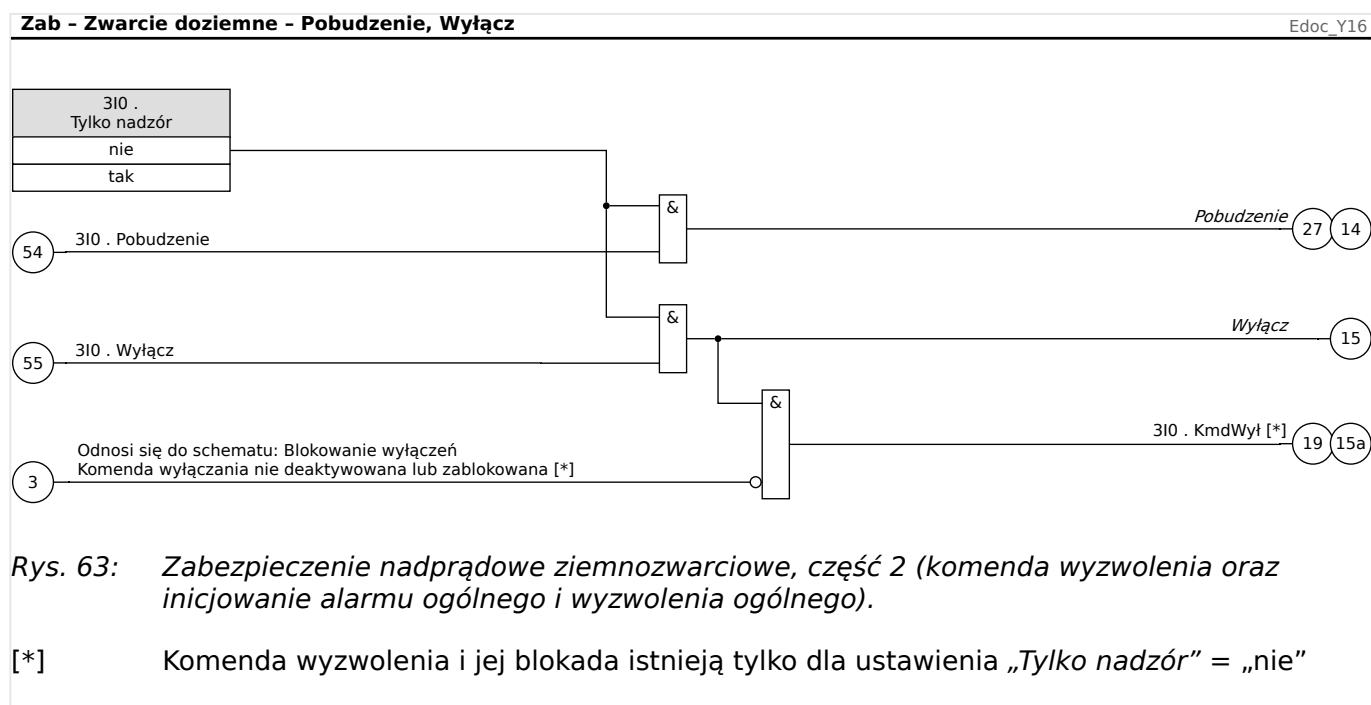 Zab – Zwarcie doziemne – Pobudzenie, Wyłącz
Edoc_Y16
3I0 .
Tylko nadzór
nie
tak
&
Pobudzenie
27
14
54
3I0 . Pobudzenie
&
Wyłącz
15
55
3I0 . Wyłącz
&
3I0 . KmdWył [*]
19
15a
Odnosi się do schematu: Blokowanie wyłączeń
3
Komenda wyłączania nie deaktywowana lub zablokowana [*]
Rys. 63: Zabezpieczenie nadprądowe ziemnozwarciowe, część 2 (komenda wyzwolenia oraz
inicjowanie alarmu ogólnego i wyzwolenia ogólnego).
[*] Komenda wyzwolenia i jej blokada istnieją tylko dla ustawienia „Tylko nadzór” = „nie”